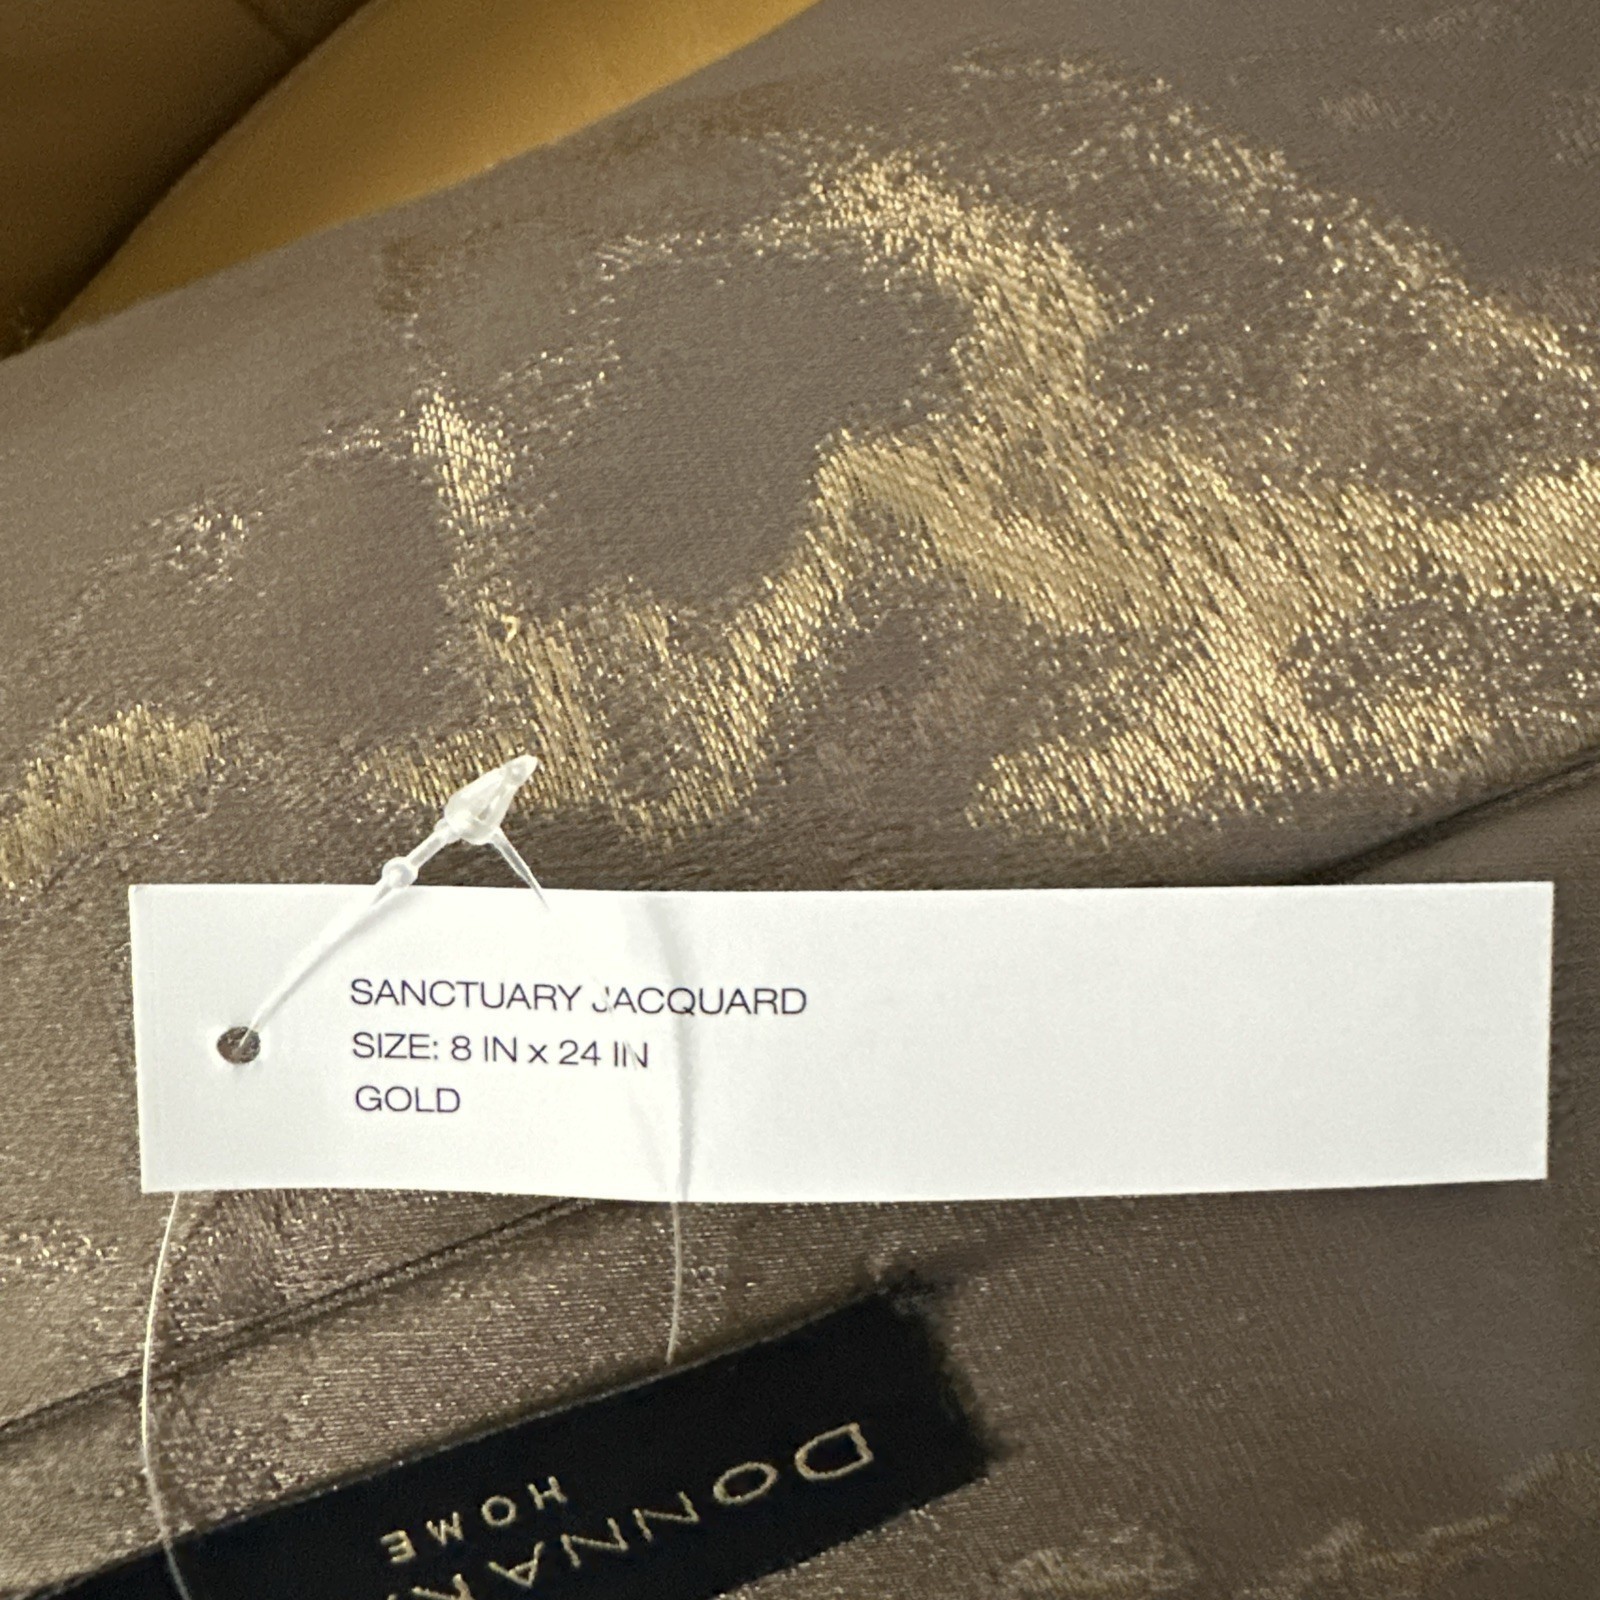 SANCTUARY JACQUARD
SIZE: 8 IN x 24 IN
GOLD
DONNA
HOME